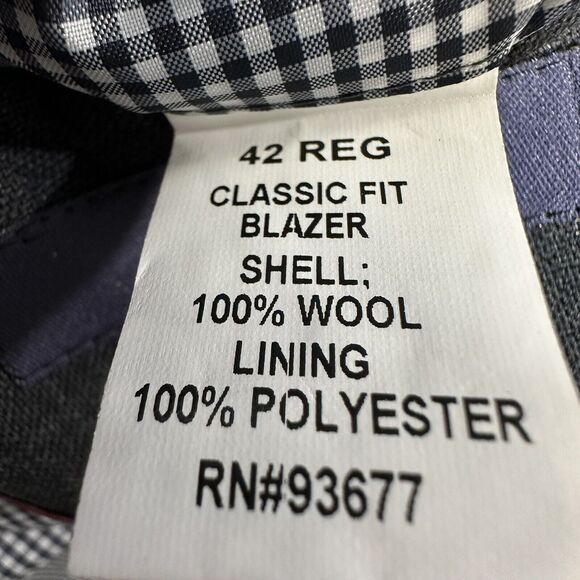 42 REG
CLASSIC FIT
BLAZER
SHELL;
100% WOOL
LINING
100% POLYESTER
RN#93677